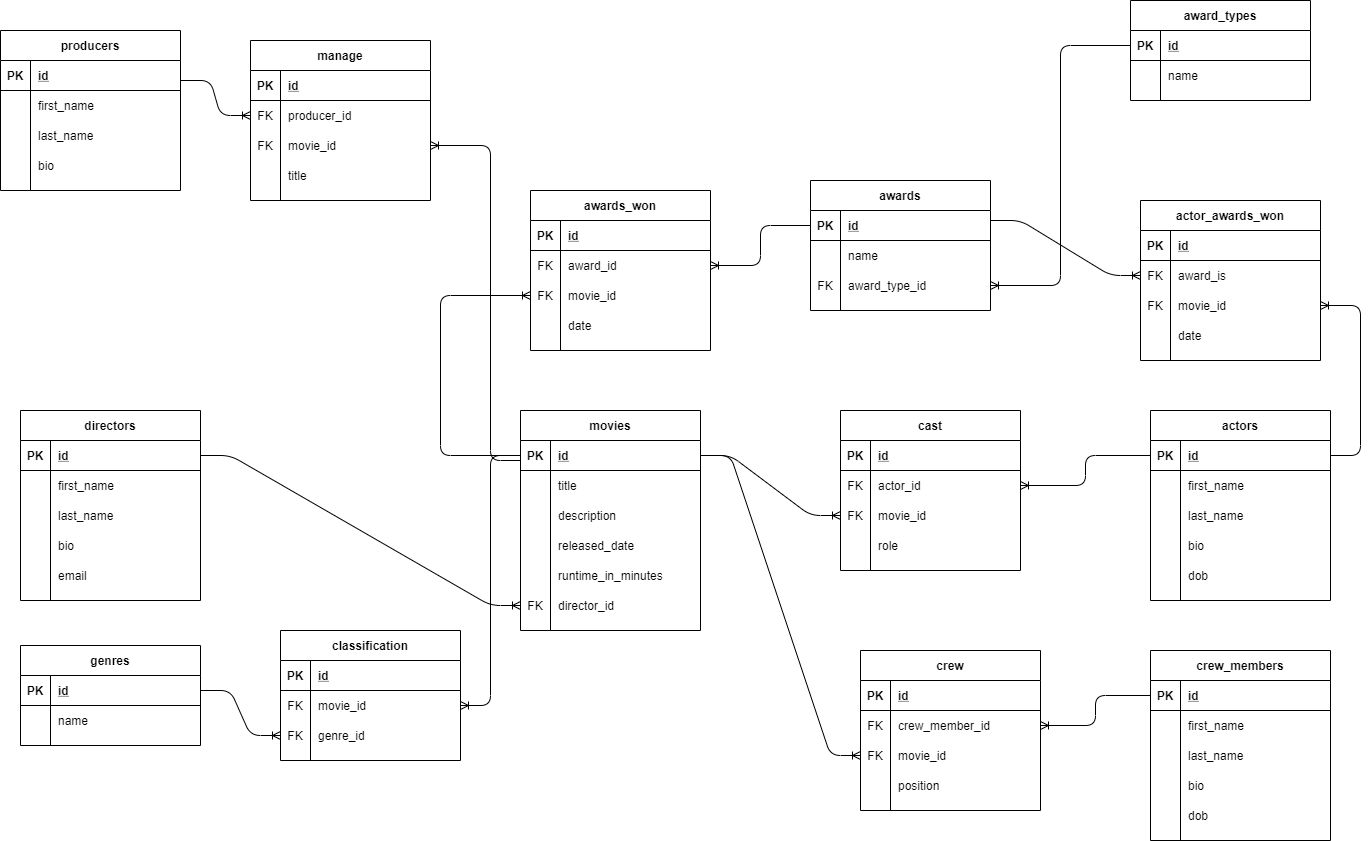 award_types
PK id
name
producers
PK id
first_name
last_name
bio
manage
PK id
FK producer_id
FK movie_id
title
awards_won
PK id
FK award_id
FK movie_id
date
awards
PK id
name
FK award_type_id
actor_awards_won
PK id
FK award_is
FK movie_id
date
directors
PK id
first_name
last_name
bio
email
movies
PK id
title
description
released_date
runtime_in_minutes
FK director_id
cast
PK id
FK actor_id
FK movie_id
role
actors
PK id
first_name
last_name
bio
dob
genres
PK id
name
classification
PK id
FK movie_id
FK genre_id
crew
PK id
FK crew_member_id
FK movie_id
position
crew_members
PK id
first_name
last_name
bio
dob